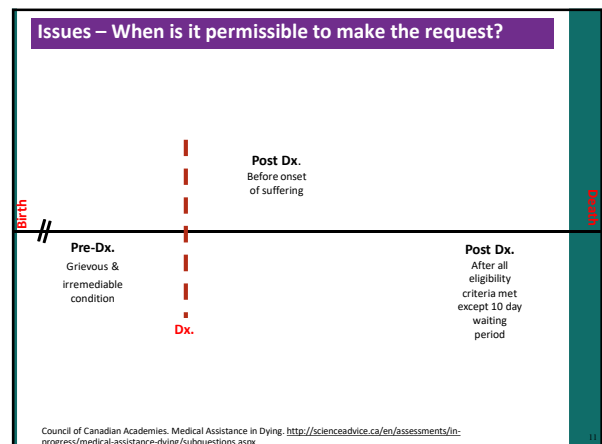 Issues – When is it permissible to make the request?
Post Dx.
Before onset
of suffering
Birth
Death
Pre-Dx.
Grievous &
irremediable
condition
Post Dx.
After all
eligibility
criteria met
except 10 day
waiting
period
Dx.
Council of Canadian Academies. Medical Assistance in Dying. http://scienceadvice.ca/en/assessments/in-
progress/medical-assistance-dying/subquestions.aspx
11